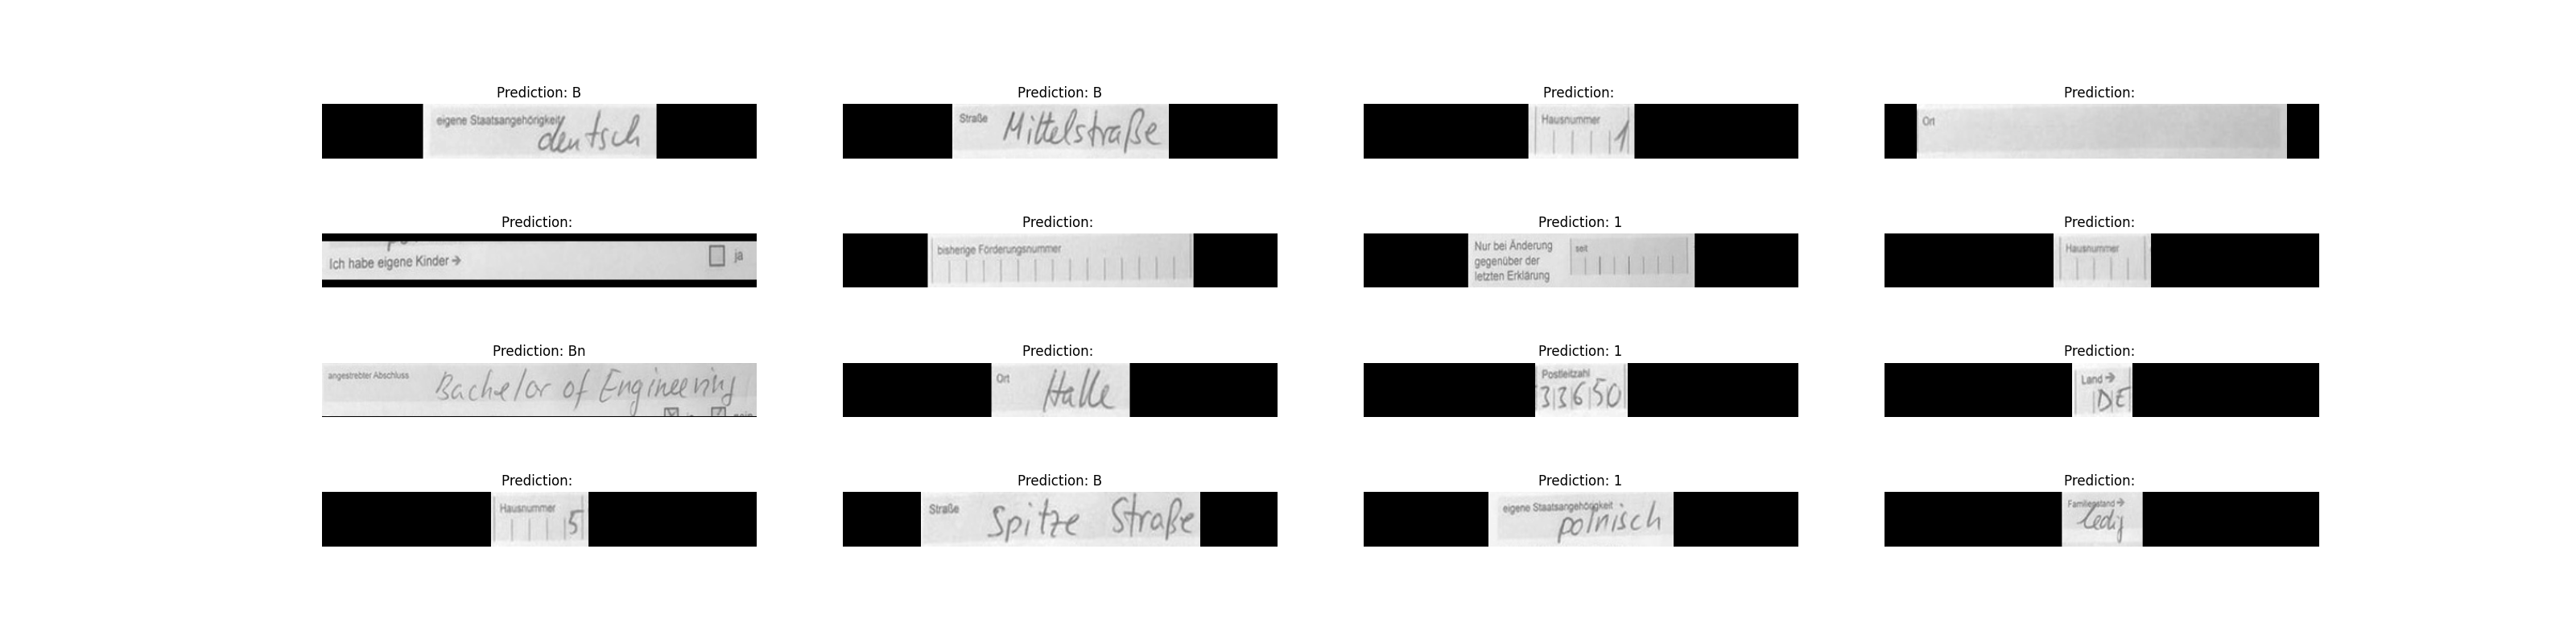 Prediction: B
eigene Staatsangehörigkeit
deutsch
Prediction: B
Straße
Mittelstraße
Prediction:
Hausnummer
1
Prediction:
Ort
Prediction:
Ich habe eigene Kinder →
ja
Prediction:
bisherige Förderungsnummer
Prediction: 1
Nur bei Änderung
gegenüber der
letzten Erklärung
seit
Prediction:
Hausnummer
Prediction: Bn
angestrebter Abschluss
Bachelor of Engineering
Prediction:
Ort
Halle
Prediction: 1
Postleitzahl
33650
Prediction:
Land →
DE
Prediction:
Hausnummer
5
Prediction: B
Straße
Spitze Straße
Prediction: 1
eigene Staatsangehörigkeit
polnisch
Prediction:
Familienstand →
ledig